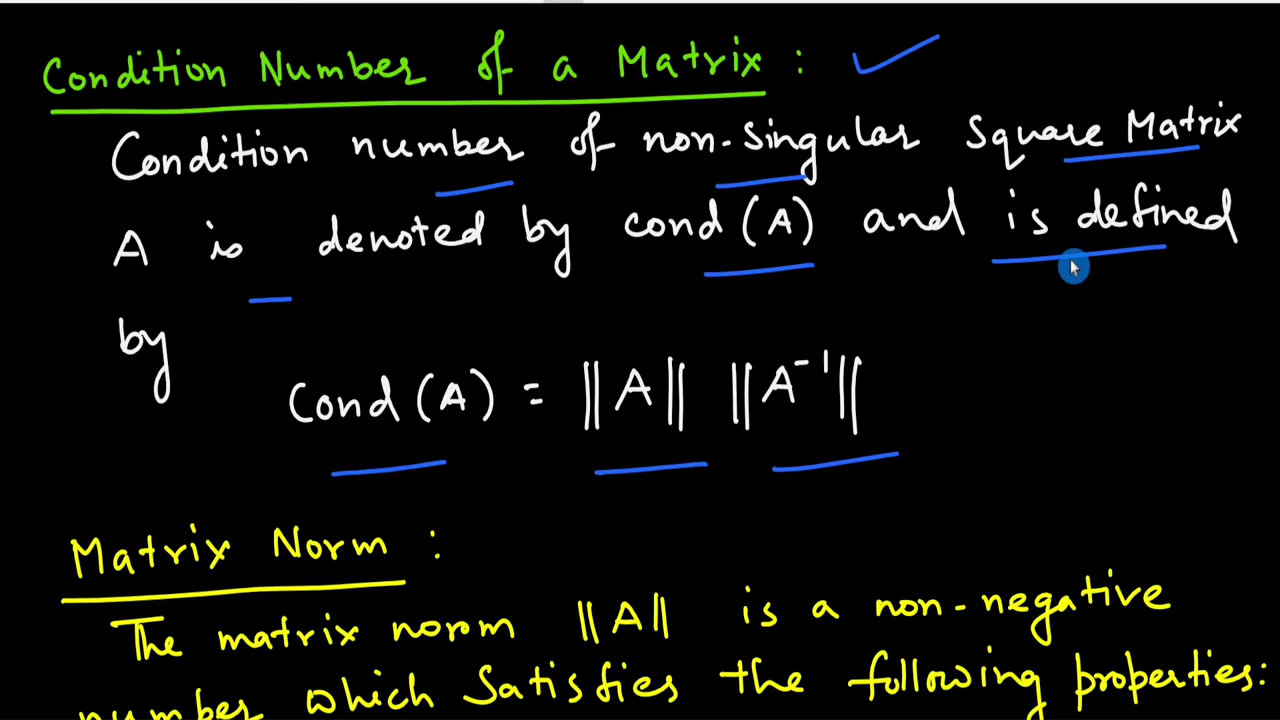 Condition Number of a Matrix :
Condition number of non-singular Square Matrix
A is denoted by cond (A) and is defined
by
Cond (A) = ||A|| ||A⁻¹||
Matrix Norm :
The matrix norm ||A|| is a non-negative
number which Satisfies the following properties: